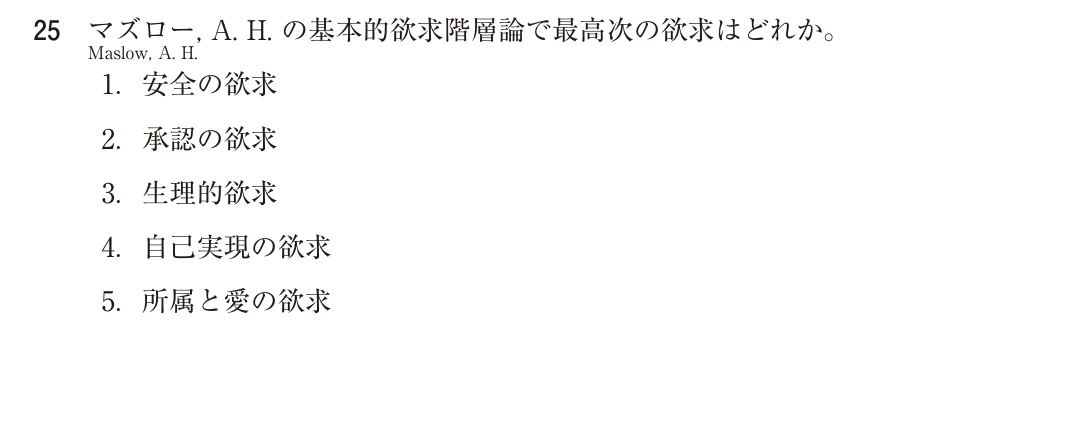 25 マズロー, A. H. の基本的欲求階層論で最高次の欲求はどれか。
Maslow, A. H.
1. 安全の欲求
2. 承認の欲求
3. 生理的欲求
4. 自己実現の欲求
5. 所属と愛の欲求